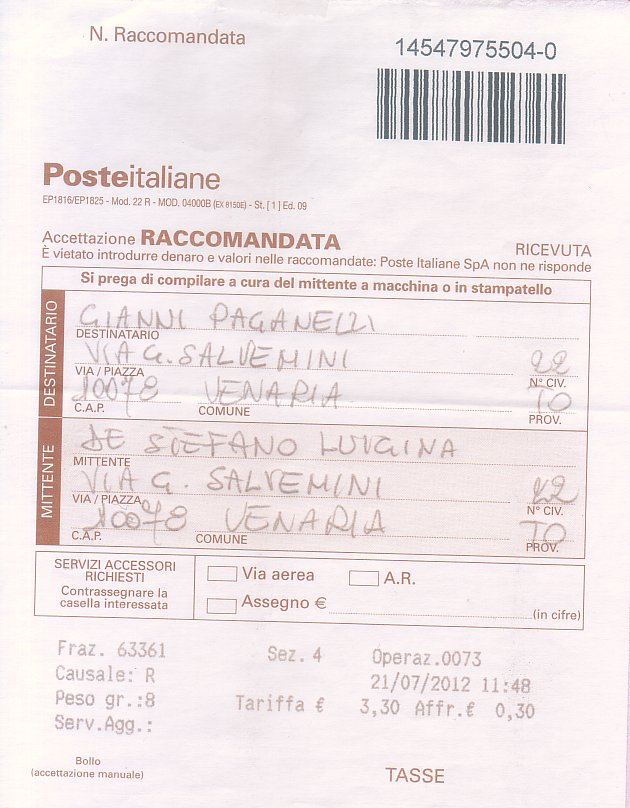 N. Raccomandata
14547975504-0
Posteitaliane
EP1816/EP1825 - Mod. 22 R - MOD. 04000B (EX 8150E) - St. [ 1 ] Ed. 09
Accettazione RACCOMANDATA RICEVUTA
È vietato introdurre denaro e valori nelle raccomandate: Poste Italiane SpA non ne risponde
Si prega di compilare a cura del mittente a macchina o in stampatello
DESTINATARIO
GIANNI PAGANELLI
DESTINATARIO
VIA G. SALVEMINI 22
VIA / PIAZZA N° CIV.
10078 VENARIA TO
C.A.P. COMUNE PROV.
MITTENTE
DE STEFANO LUIGINA
MITTENTE
VIA G. SALVEMINI 22
VIA / PIAZZA N° CIV.
10078 VENARIA TO
C.A.P. COMUNE PROV.
SERVIZI ACCESSORI
RICHIESTI
Contrassegnare la
casella interessata
Via aerea A.R.
Assegno € (in cifre)
Fraz. 63361 Sez. 4 Operaz.0073
Causale: R 21/07/2012 11:48
Peso gr.:8 Tariffa € 3,30 Affr.€ 0,30
Serv.Agg.:
Bollo
(accettazione manuale)
TASSE